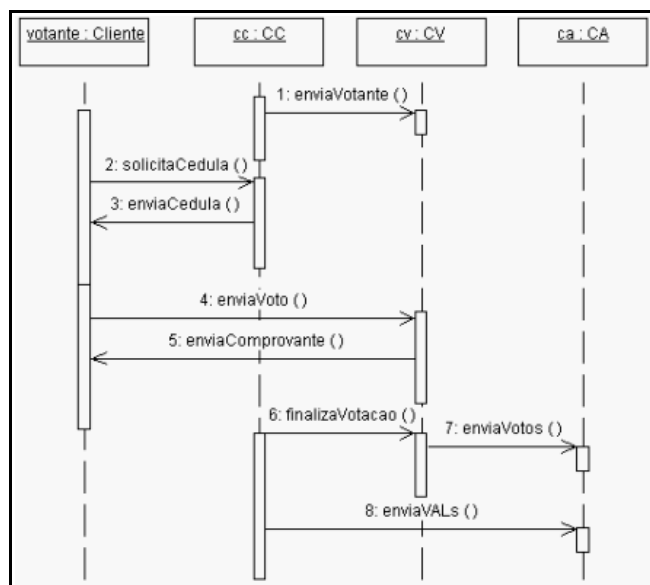 votante : Cliente
cc : CC
cv : CV
ca : CA
1: enviaVotante ( )
2: solicitaCedula ( )
3: enviaCedula ( )
4: enviaVoto ( )
5: enviaComprovante ( )
6: finalizaVotacao ( )
7: enviaVotos ( )
8: enviaVALs ( )